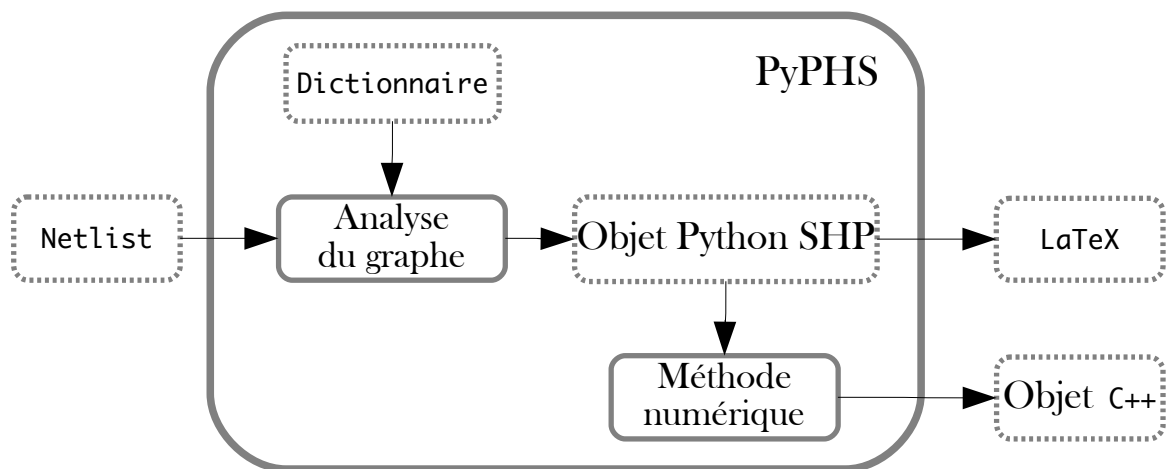 PyPHS
Dictionnaire
Netlist
Analyse
du graphe
Objet Python SHP
LaTeX
Méthode
numérique
Objet C++